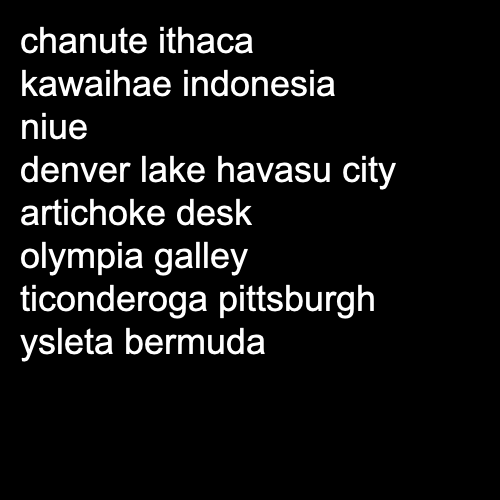 chanute ithaca
kawaihae indonesia
niue
denver lake havasu city
artichoke desk
olympia galley
ticonderoga pittsburgh
ysleta bermuda